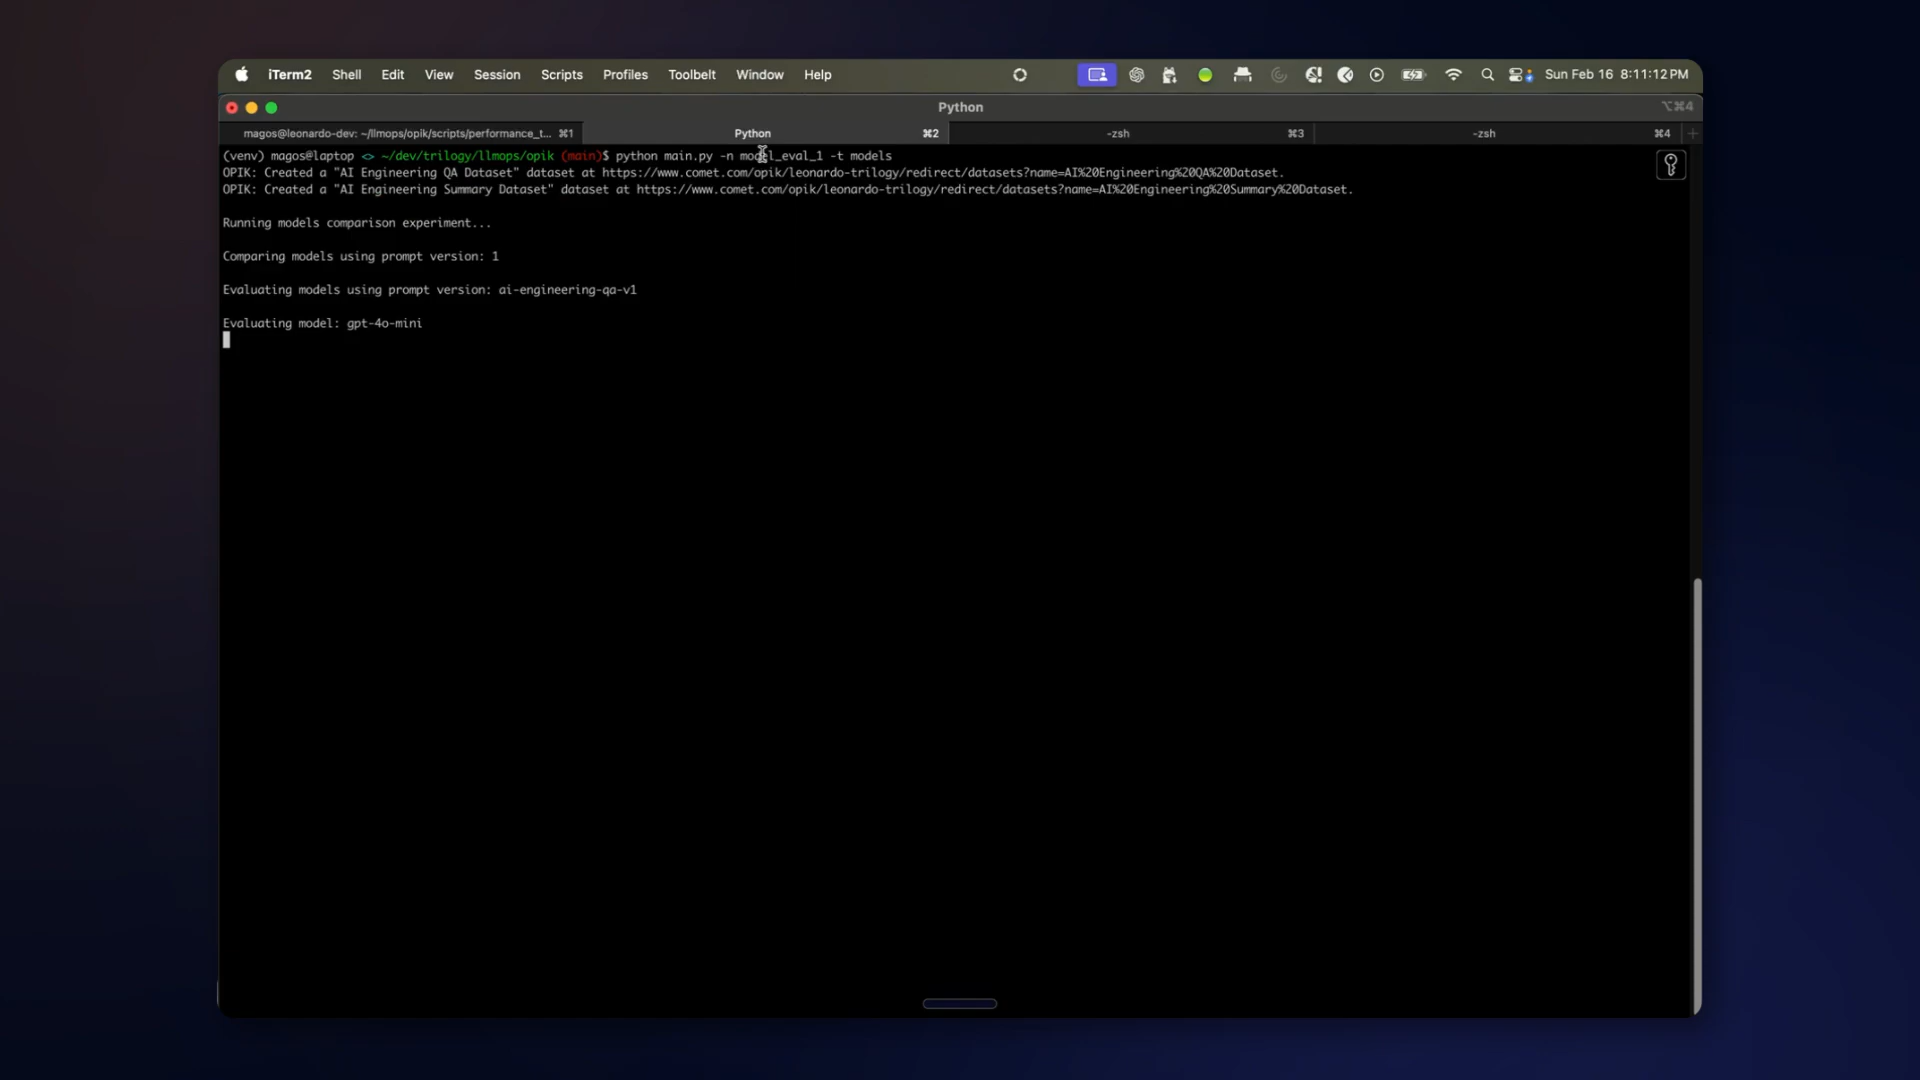 iTerm2 Shell Edit View Session Scripts Profiles Toolbelt Window Help Sun Feb 16 8:11:12 PM
Python ⌥⌘4
magos@leonardo-dev: ~/llmops/opik/scripts/performance_t... ⌘1 Python ⌘2 -zsh ⌘3 -zsh ⌘4
(venv) magos@laptop <> ~/dev/trilogy/llmops/opik (main)$ python main.py -n model_eval_1 -t models
OPIK: Created a "AI Engineering QA Dataset" dataset at https://www.comet.com/opik/leonardo-trilogy/redirect/datasets?name=AI%20Engineering%20QA%20Dataset.
OPIK: Created a "AI Engineering Summary Dataset" dataset at https://www.comet.com/opik/leonardo-trilogy/redirect/datasets?name=AI%20Engineering%20Summary%20Dataset.
Running models comparison experiment...
Comparing models using prompt version: 1
Evaluating models using prompt version: ai-engineering-qa-v1
Evaluating model: gpt-4o-mini